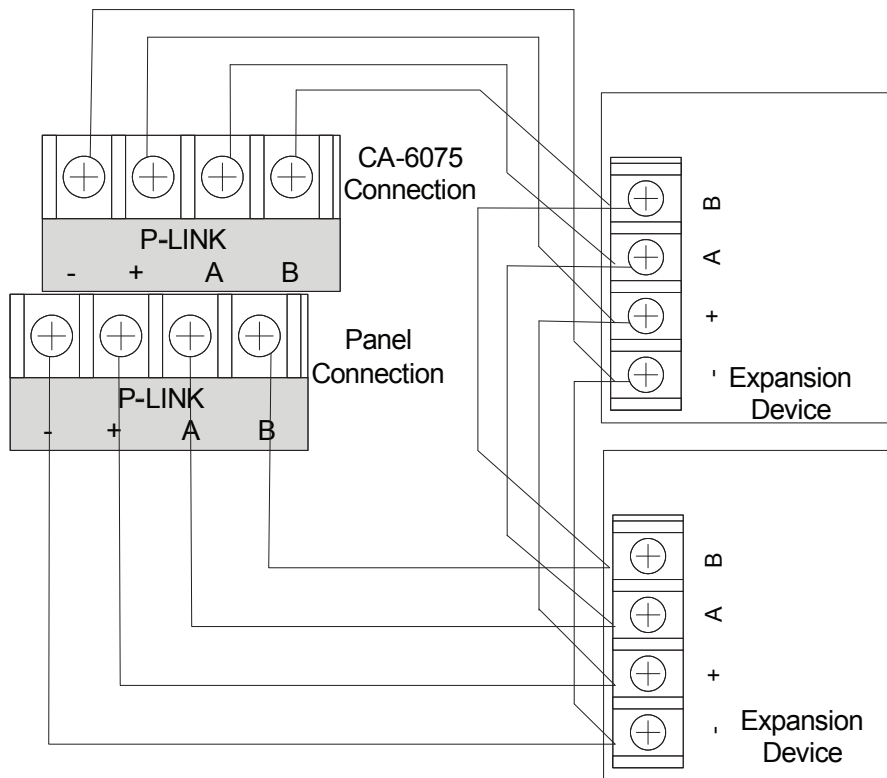 CA-6075
Connection
P-LINK
- + A B
Panel
Connection
P-LINK
- + A B
B
A
+
-
Expansion
Device
B
A
+
-
Expansion
Device